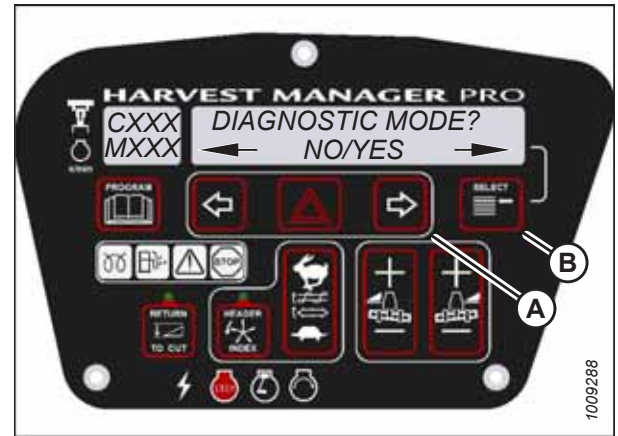 HARVEST MANAGER PRO
CXXX
MXXX
DIAGNOSTIC MODE?
NO/YES
n/min
PROGRAM
SELECT
B
A
STOP
RETURN
TO CUT
HEADER
INDEX
STOP
1009288